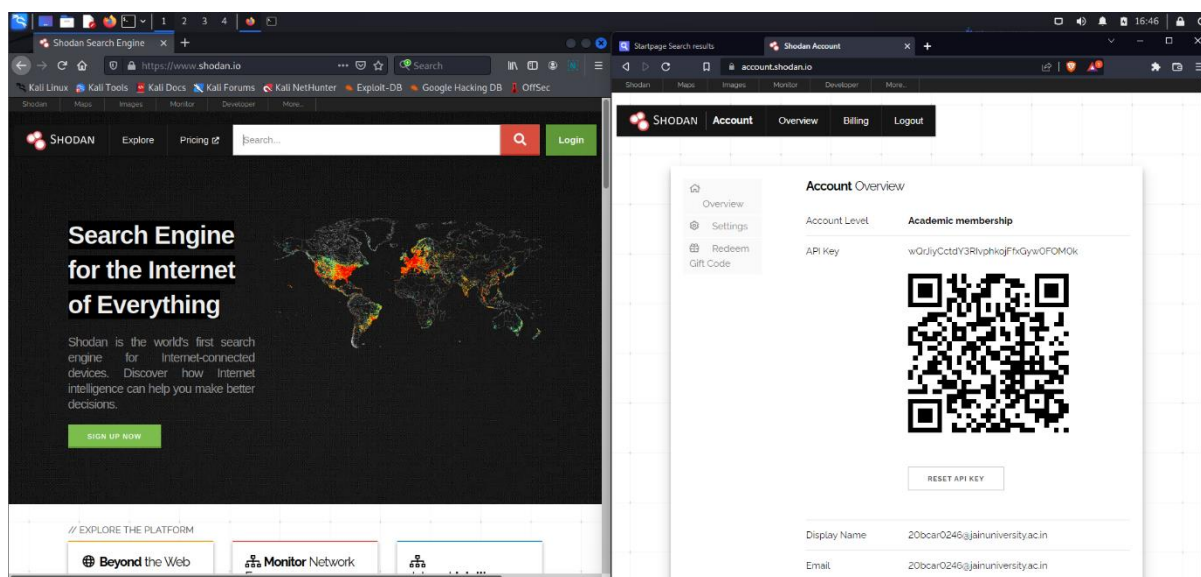 1 2 3 4
16:46
Shodan Search Engine
https://www.shodan.io
Search
Kali Linux Kali Tools Kali Docs Kali Forums Kali NetHunter Exploit-DB Google Hacking DB OffSec
Shodan Maps Images Monitor Developer More...
SHODAN Explore Pricing Search... Login
Search Engine
for the Internet
of Everything
Shodan is the world's first search
engine for Internet-connected
devices. Discover how Internet
intelligence can help you make better
decisions.
SIGN UP NOW
// EXPLORE THE PLATFORM
Beyond the Web
Monitor Network
Startpage Search results
Shodan Account
account.shodan.io
Shodan Maps Images Monitor Developer More...
SHODAN Account Overview Billing Logout
Overview
Settings
Redeem
Gift Code
Account Overview
Account Level Academic membership
API Key
RESET API KEY
Display Name 20bcar0246@jainuniversity.ac.in
Email 20bcar0246@jainuniversity.ac.in